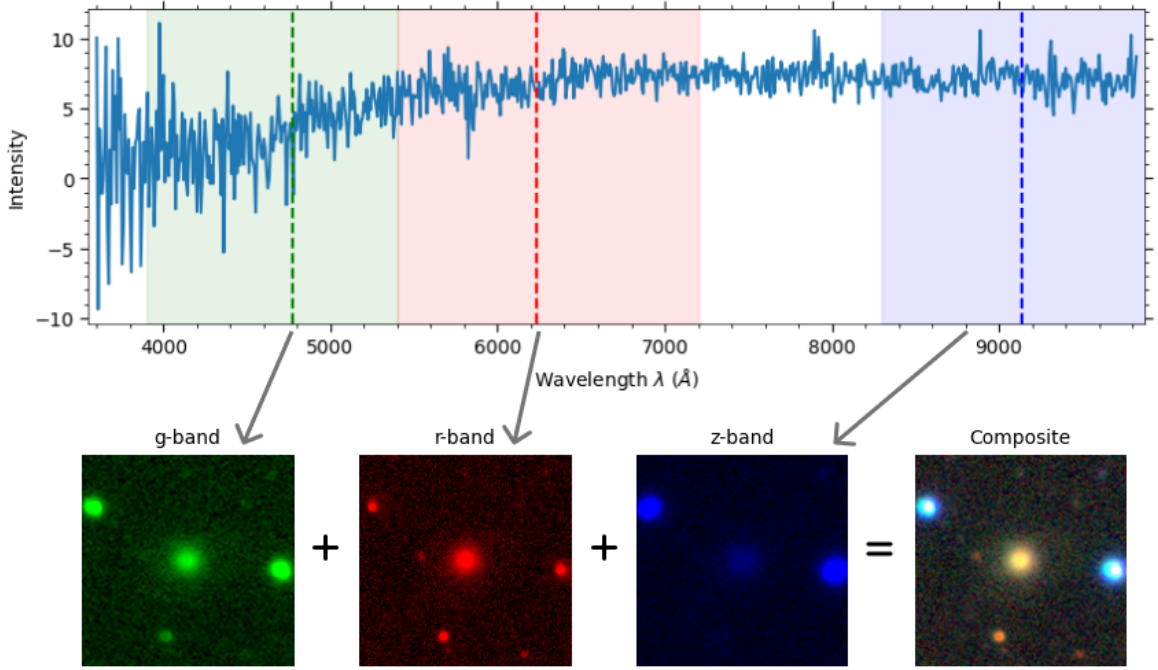 10
5
0
−5
−10
Intensity
4000 5000 6000 7000 8000 9000
Wavelength λ (Å)
g-band r-band z-band Composite
+ + =